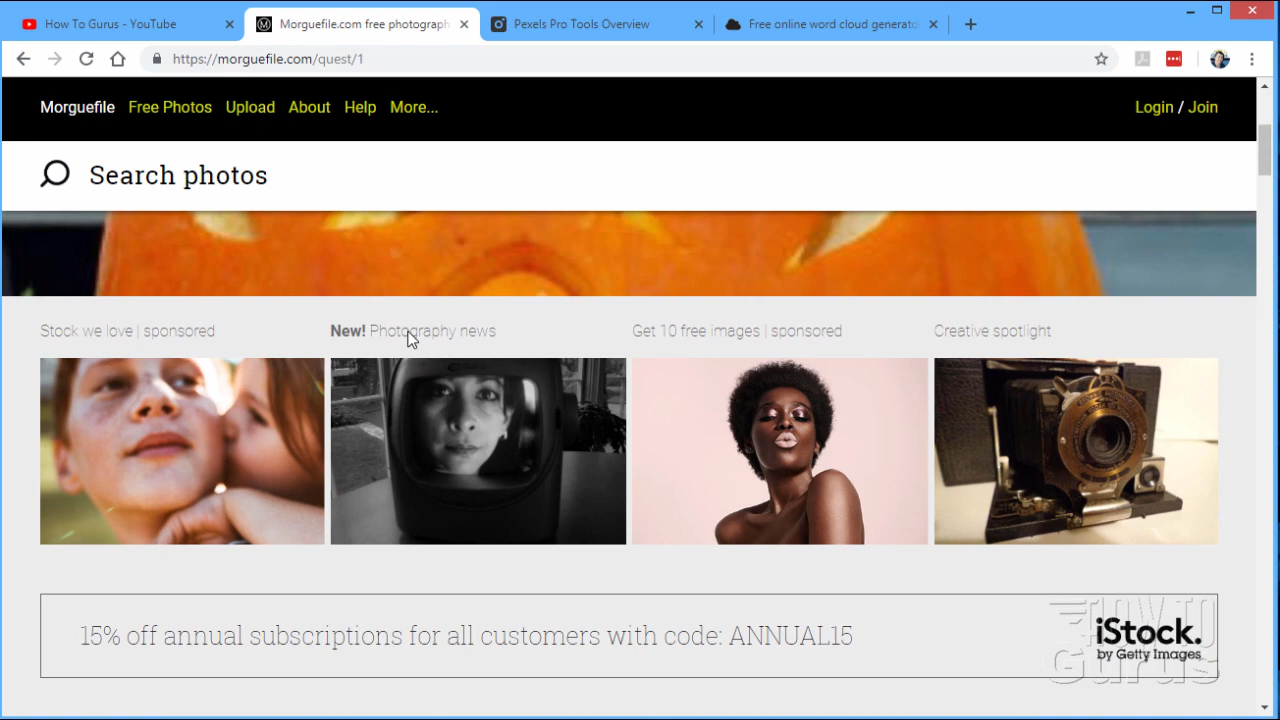 How To Gurus - YouTube
Morguefile.com free photograph
Pexels Pro Tools Overview
Free online word cloud generato
https://morguefile.com/quest/1
Morguefile Free Photos Upload About Help More... Login / Join
Search photos
Stock we love | sponsored
New! Photography news
Get 10 free images | sponsored
Creative spotlight
15% off annual subscriptions for all customers with code: ANNUAL15
iStock.
by Getty Images
HOW TO
Gurus